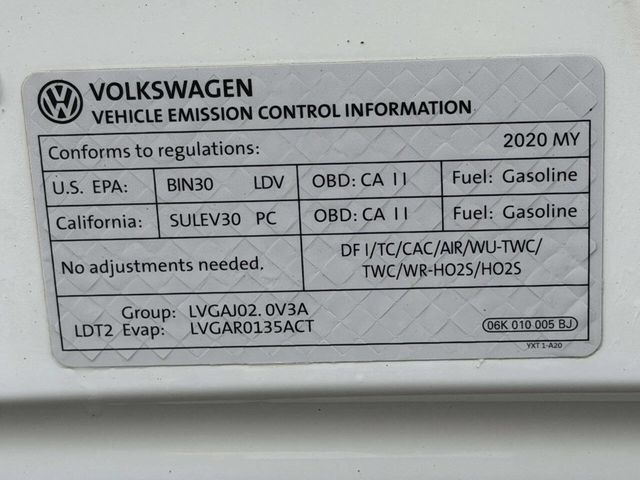 VOLKSWAGEN
VEHICLE EMISSION CONTROL INFORMATION
Conforms to regulations: 2020 MY
U.S. EPA: BIN30 LDV OBD: CA II Fuel: Gasoline
California: SULEV30 PC OBD: CA II Fuel: Gasoline
No adjustments needed.
DFI/TC/CAC/AIR/WU-TWC/
TWC/WR-HO2S/HO2S
Group: LVGAJ02.0V3A
LDT2 Evap: LVGAR0135ACT
06K 010 005 BJ
YXT 1-A20